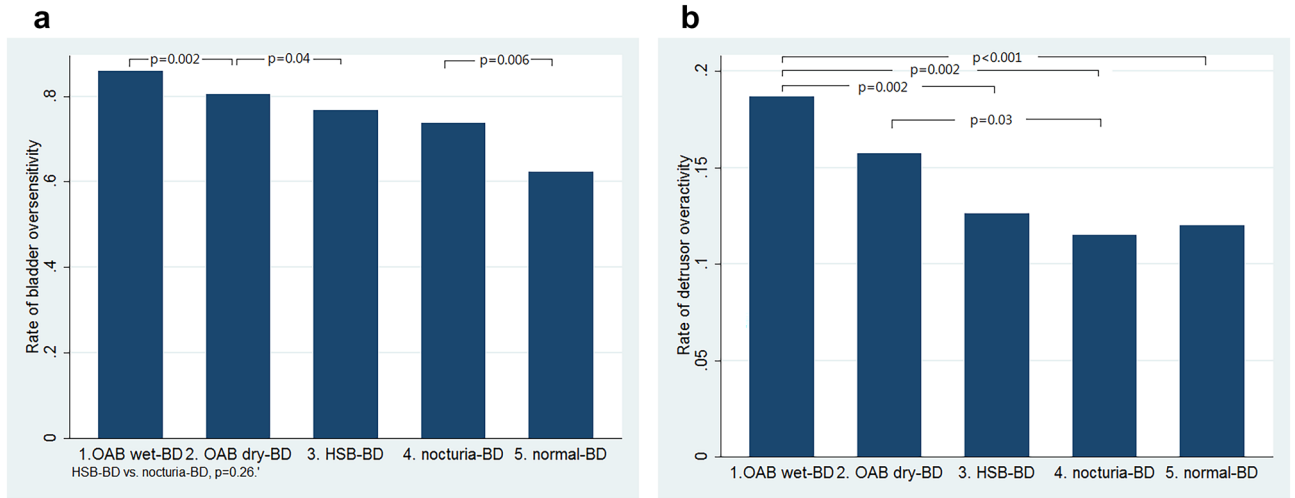 a
p=0.002
p=0.04
p=0.006
Rate of bladder oversensitivity
.8
.6
.4
.2
0
1.OAB wet-BD 2. OAB dry-BD 3. HSB-BD 4. nocturia-BD 5. normal-BD
HSB-BD vs. nocturia-BD, p=0.26.'
b
p<0.001
p=0.002
p=0.002
p=0.03
Rate of detrusor overactivity
.2
.15
.1
.05
0
1.OAB wet-BD 2. OAB dry-BD 3. HSB-BD 4. nocturia-BD 5. normal-BD